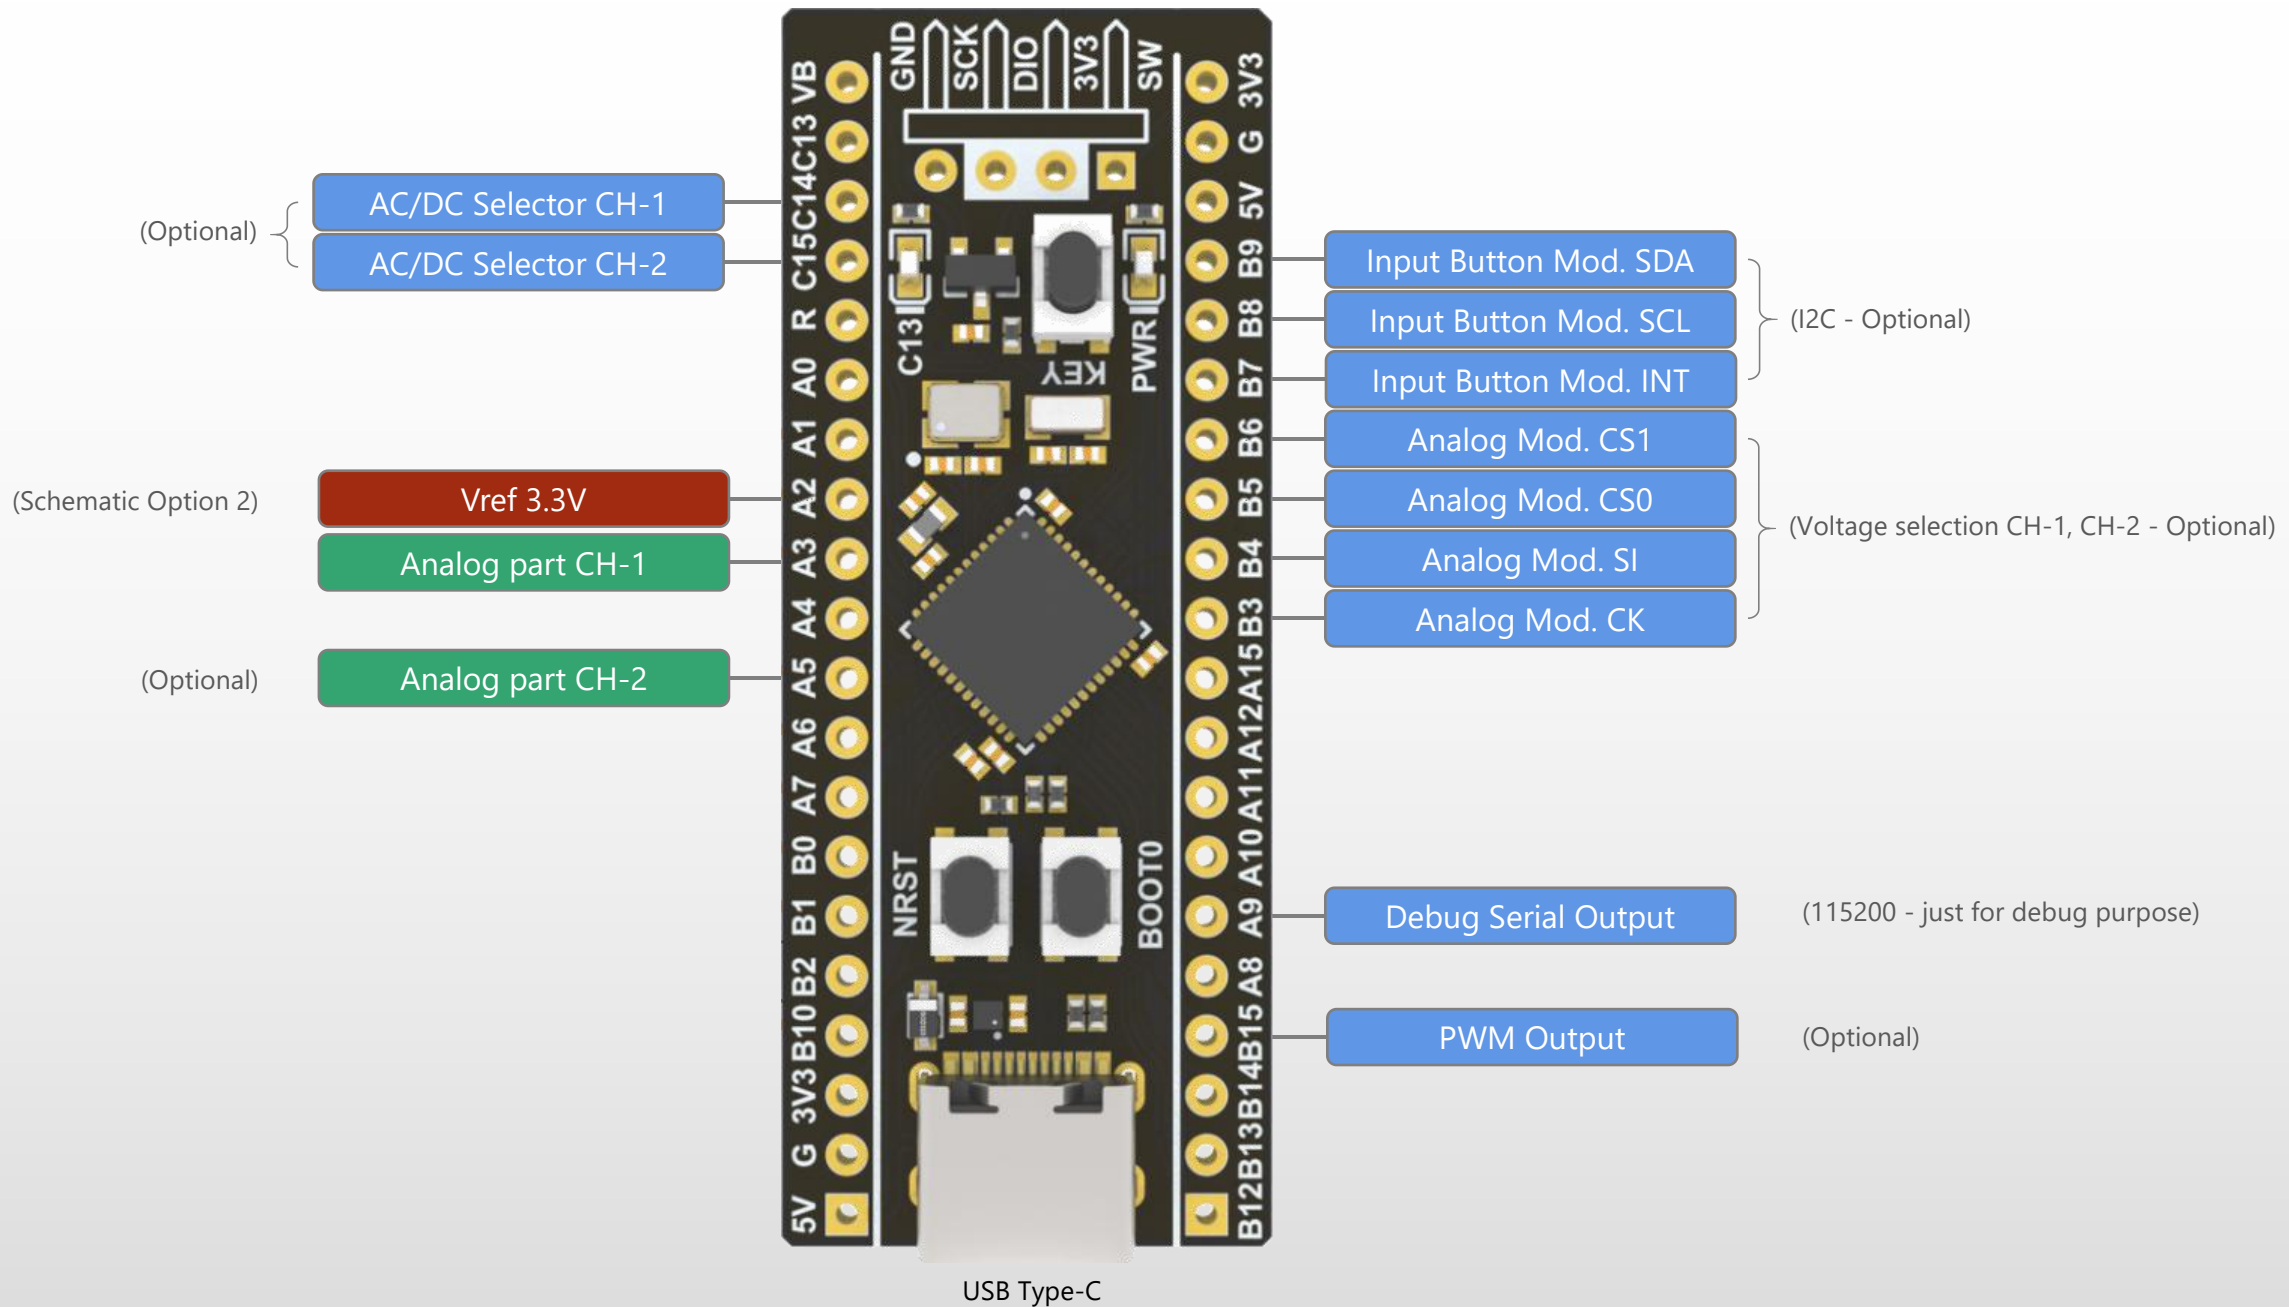 GND
SCK
DIO
3V3
SW
VB
C13
C14
C15
R
A0
A1
A2
A3
A4
A5
A6
A7
B0
B1
B2
B10
3V3
G
5V
3V3
G
5V
B9
B8
B7
B6
B5
B4
B3
A15
A12
A11
A10
A9
A8
B15
B14
B13
B12
C13
KEY
PWR
NRST
BOOT0
(Optional)
AC/DC Selector CH-1
AC/DC Selector CH-2
(Schematic Option 2)
Vref 3.3V
Analog part CH-1
(Optional)
Analog part CH-2
Input Button Mod. SDA
Input Button Mod. SCL
Input Button Mod. INT
(I2C - Optional)
Analog Mod. CS1
Analog Mod. CS0
Analog Mod. SI
Analog Mod. CK
(Voltage selection CH-1, CH-2 - Optional)
Debug Serial Output
(115200 - just for debug purpose)
PWM Output
(Optional)
USB Type-C